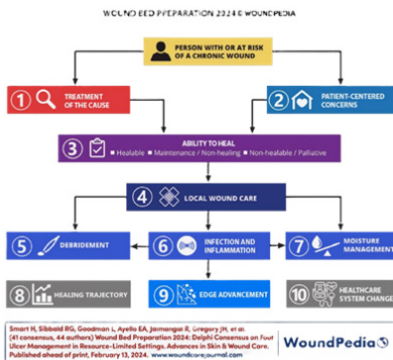 WOUND BED PREPARATION 2024 © WOUNDPEDIA
PERSON WITH OR AT RISK
OF A CHRONIC WOUND
1 TREATMENT
OF THE CAUSE
2 PATIENT-CENTERED
CONCERNS
3 ABILITY TO HEAL
■ Healable ■ Maintenance / Non-healing ■ Non-healable / Palliative
4 LOCAL WOUND CARE
5 DEBRIDEMENT
6 INFECTION AND
INFLAMMATION
7 MOISTURE
MANAGEMENT
8 HEALING TRAJECTORY
9 EDGE ADVANCEMENT
10 HEALTHCARE
SYSTEM CHANGE
Smart H, Sibbald RG, Goodman L, Ayello EA, Jaimangal R, Gregory JH, et al.
(41 consensus, 44 authors) Wound Bed Preparation 2024: Delphi Consensus on Foot
Ulcer Management in Resource-Limited Settings. Advances in Skin & Wound Care.
Published ahead of print, February 13, 2024. www.woundcarejournal.com
WoundPedia